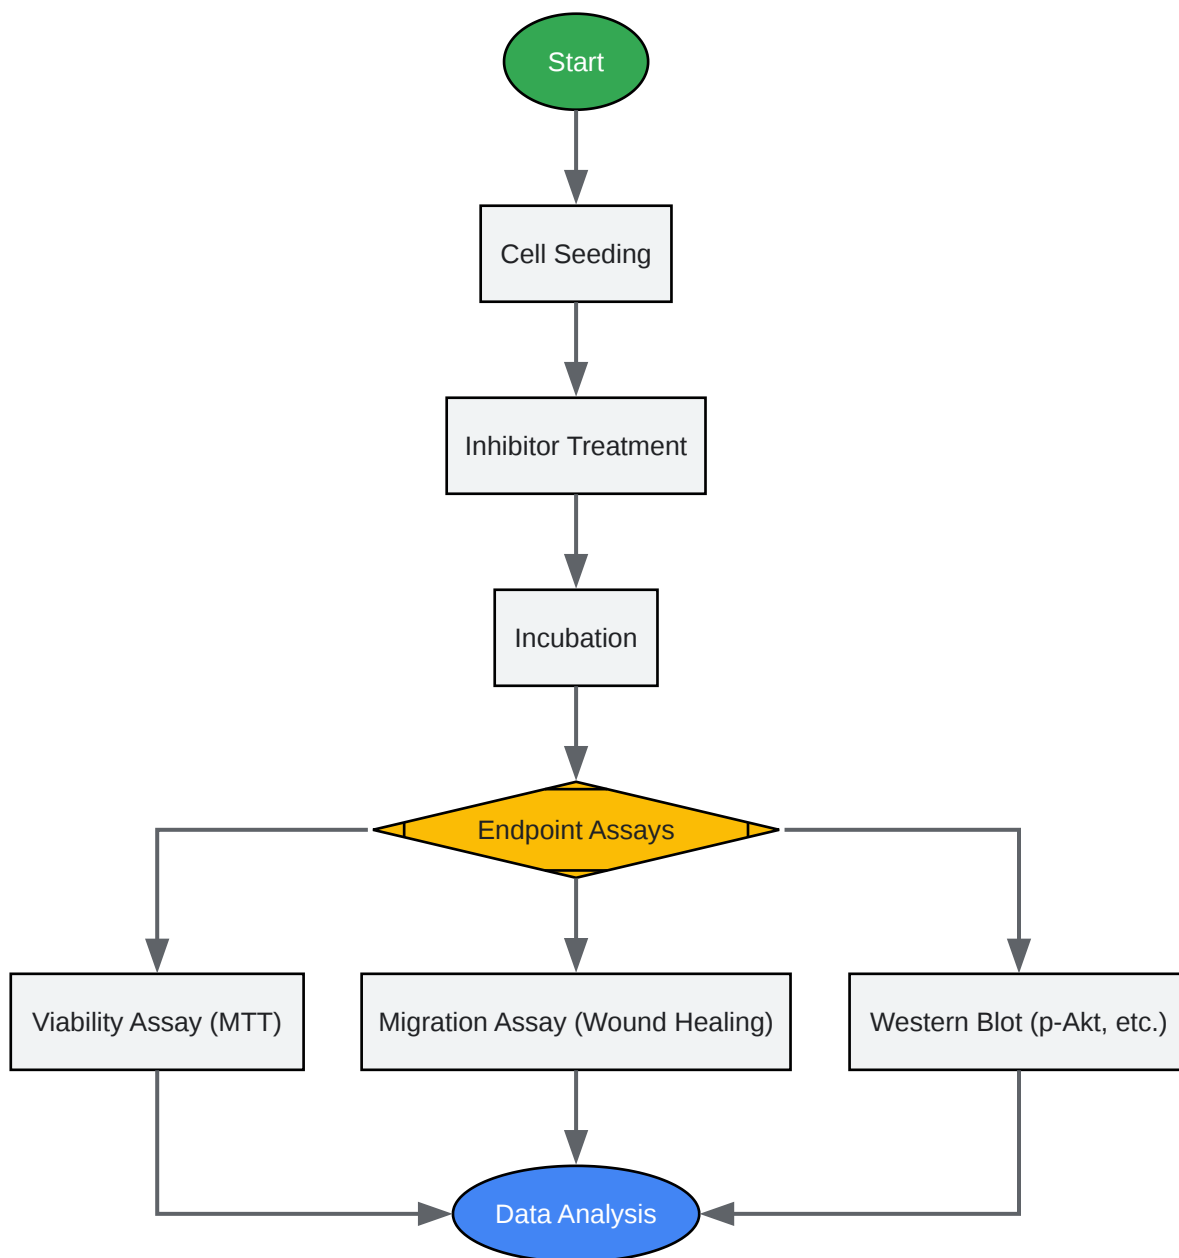 Start
Cell Seeding
Inhibitor Treatment
Incubation
Endpoint Assays
Viability Assay (MTT)
Migration Assay (Wound Healing)
Western Blot (p-Akt, etc.)
Data Analysis